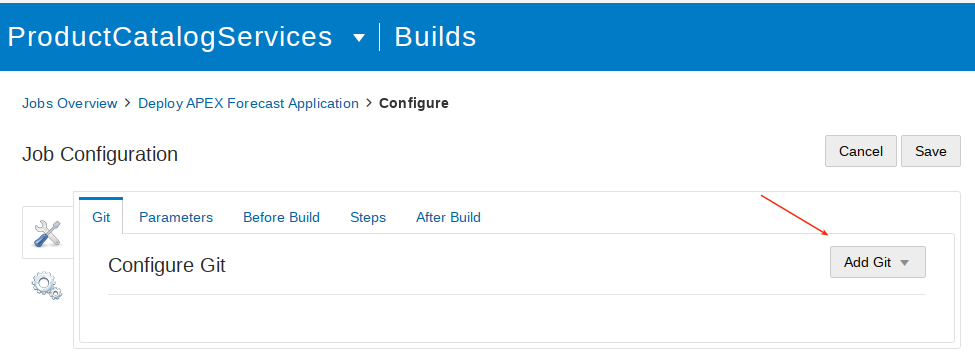 ProductCatalogServices Builds
Jobs Overview > Deploy APEX Forecast Application > Configure
Job Configuration
Cancel Save
Git Parameters Before Build Steps After Build
Configure Git
Add Git